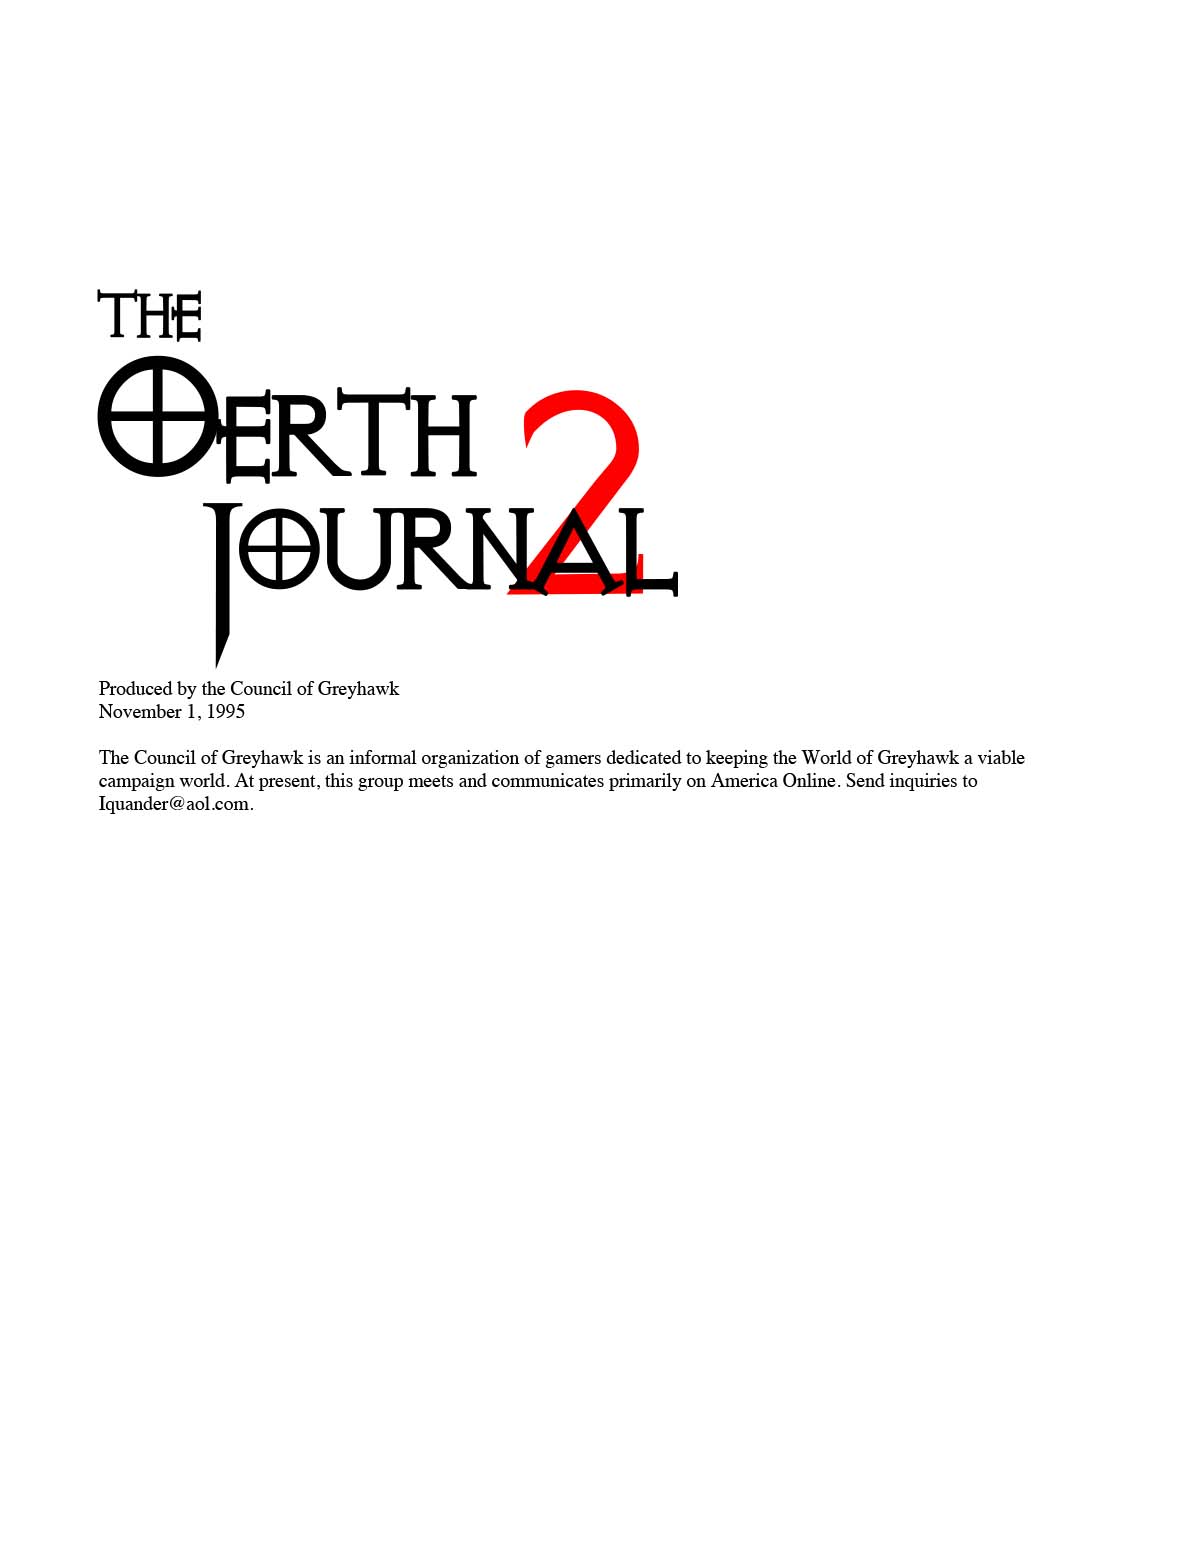 THE
OERTH 2
JOURNAL
Produced by the Council of Greyhawk
November 1, 1995
The Council of Greyhawk is an informal organization of gamers dedicated to keeping the World of Greyhawk a viable
campaign world. At present, this group meets and communicates primarily on America Online. Send inquiries to
Iquander@aol.com.